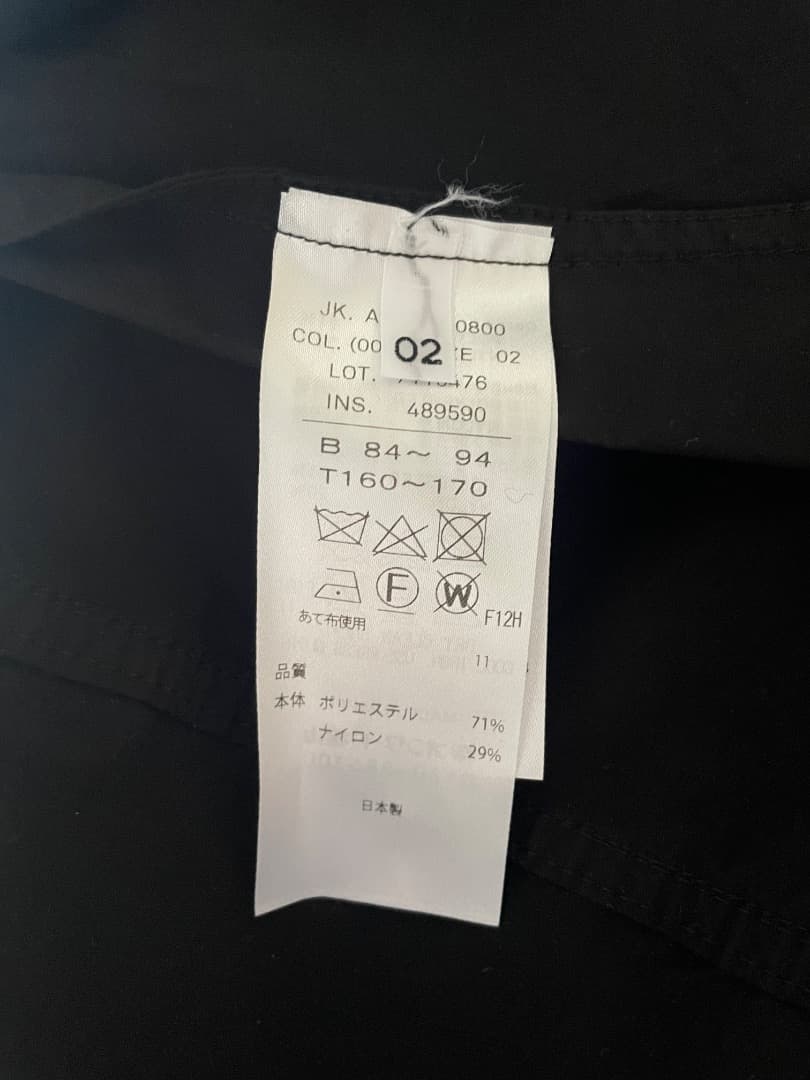 JK. A 0800
COL. (00 02 E 02
LOT. 476
INS. 489590
B 84～ 94
T160～170
F W
F12H
あて布使用
11
品質
本体 ポリエステル 71%
ナイロン 29%
日本製